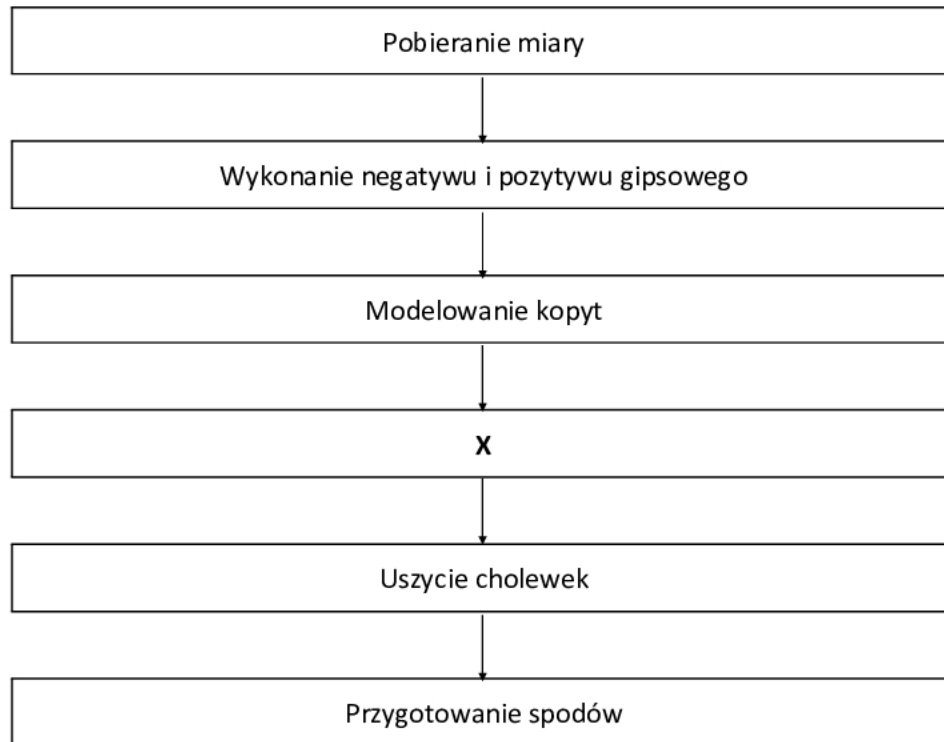 Pobieranie miary
Wykonanie negatywu i pozytywu gipsowego
Modelowanie kopyt
X
Uszycie cholewek
Przygotowanie spodów